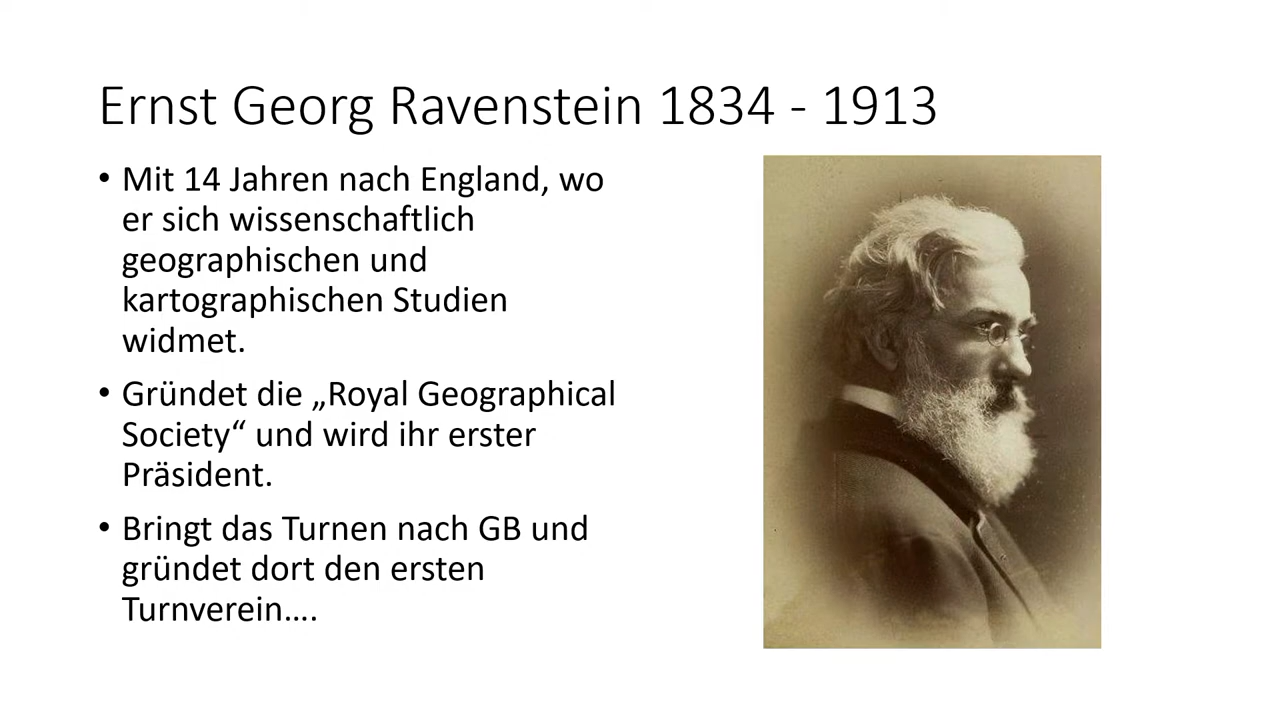 Ernst Georg Ravenstein 1834 - 1913
• Mit 14 Jahren nach England, wo
er sich wissenschaftlich
geographischen und
kartographischen Studien
widmet.
• Gründet die „Royal Geographical
Society“ und wird ihr erster
Präsident.
• Bringt das Turnen nach GB und
gründet dort den ersten
Turnverein….